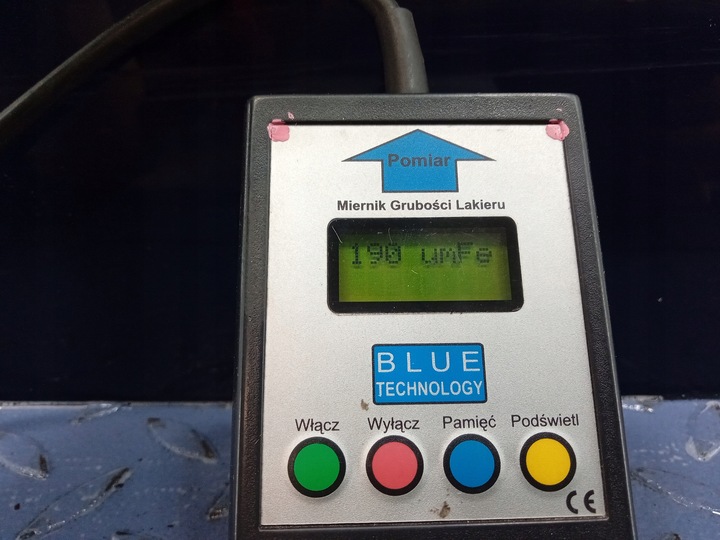 Pomiar
Miernik Grubości Lakieru
190 umFe
BLUE
TECHNOLOGY
Włącz Wyłącz Pamięć Podświetl
CE